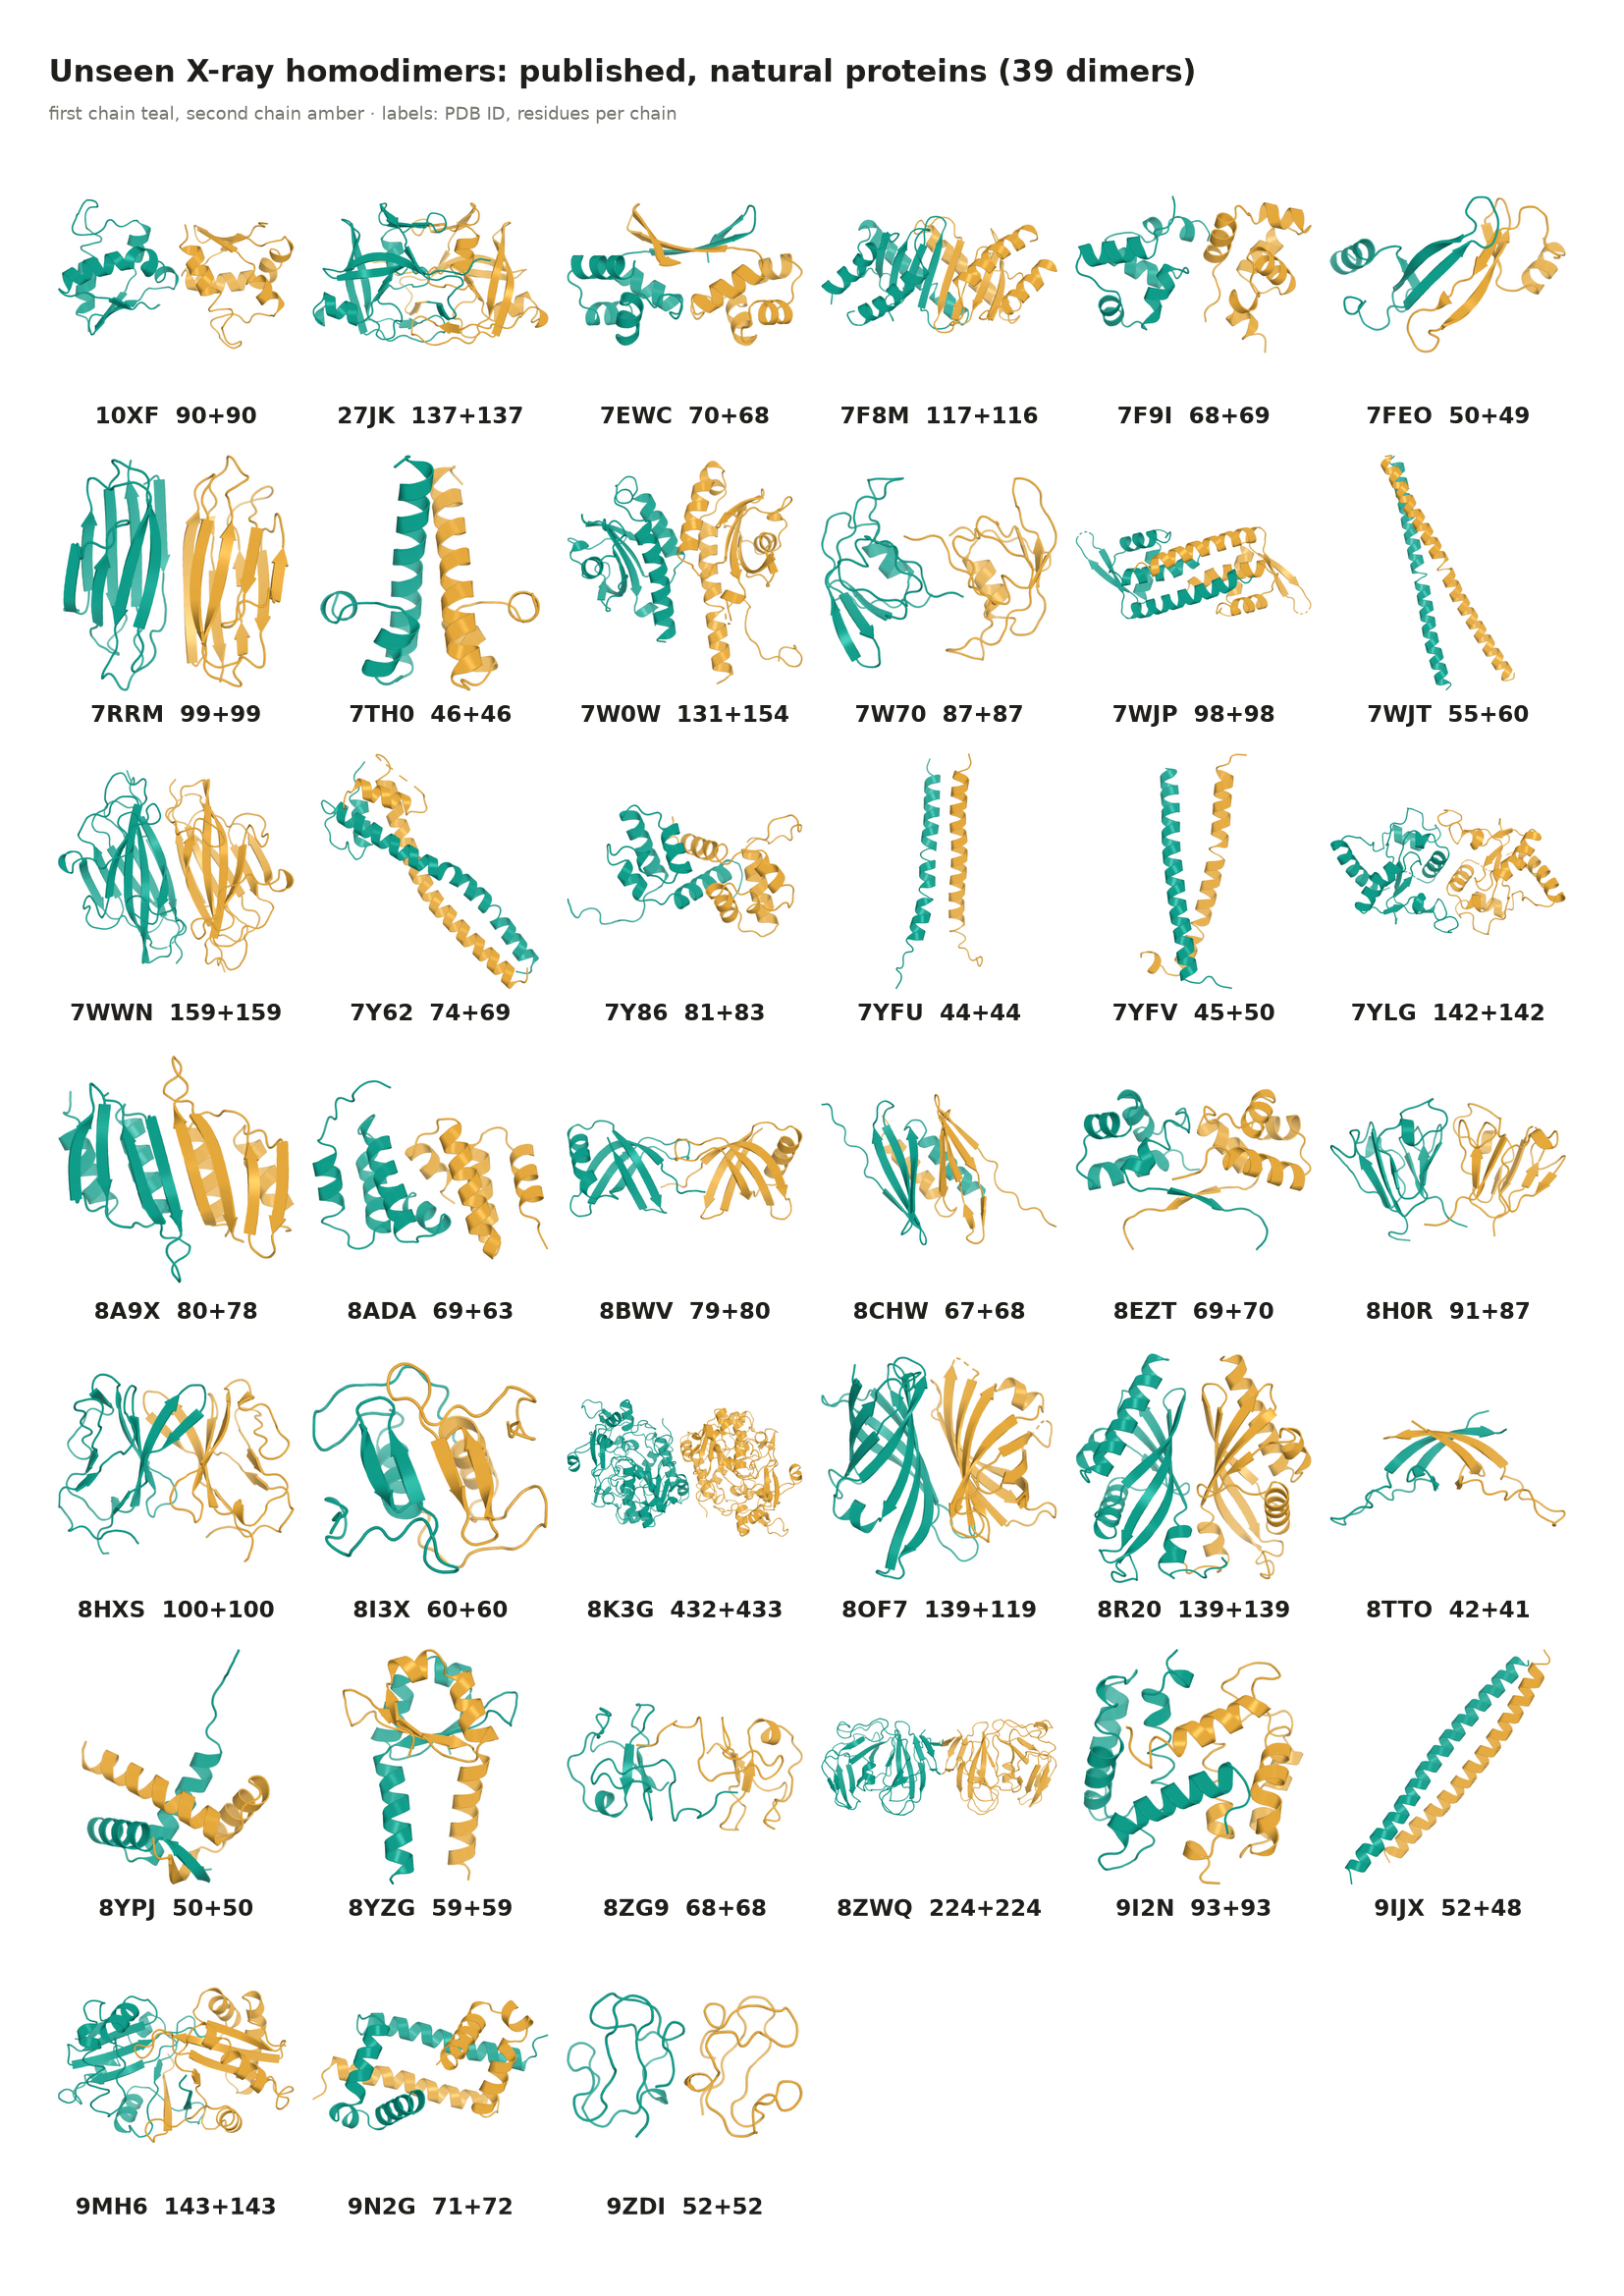 Unseen X-ray homodimers: published, natural proteins (39 dimers)
first chain teal, second chain amber · labels: PDB ID, residues per chain
10XF 90+90
27JK 137+137
7EWC 70+68
7F8M 117+116
7F9I 68+69
7FEO 50+49
7RRM 99+99
7TH0 46+46
7W0W 131+154
7W70 87+87
7WJP 98+98
7WJT 55+60
7WWN 159+159
7Y62 74+69
7Y86 81+83
7YFU 44+44
7YFV 45+50
7YLG 142+142
8A9X 80+78
8ADA 69+63
8BWV 79+80
8CHW 67+68
8EZT 69+70
8H0R 91+87
8HXS 100+100
8I3X 60+60
8K3G 432+433
8OF7 139+119
8R20 139+139
8TTO 42+41
8YPJ 50+50
8YZG 59+59
8ZG9 68+68
8ZWQ 224+224
9I2N 93+93
9IJX 52+48
9MH6 143+143
9N2G 71+72
9ZDI 52+52